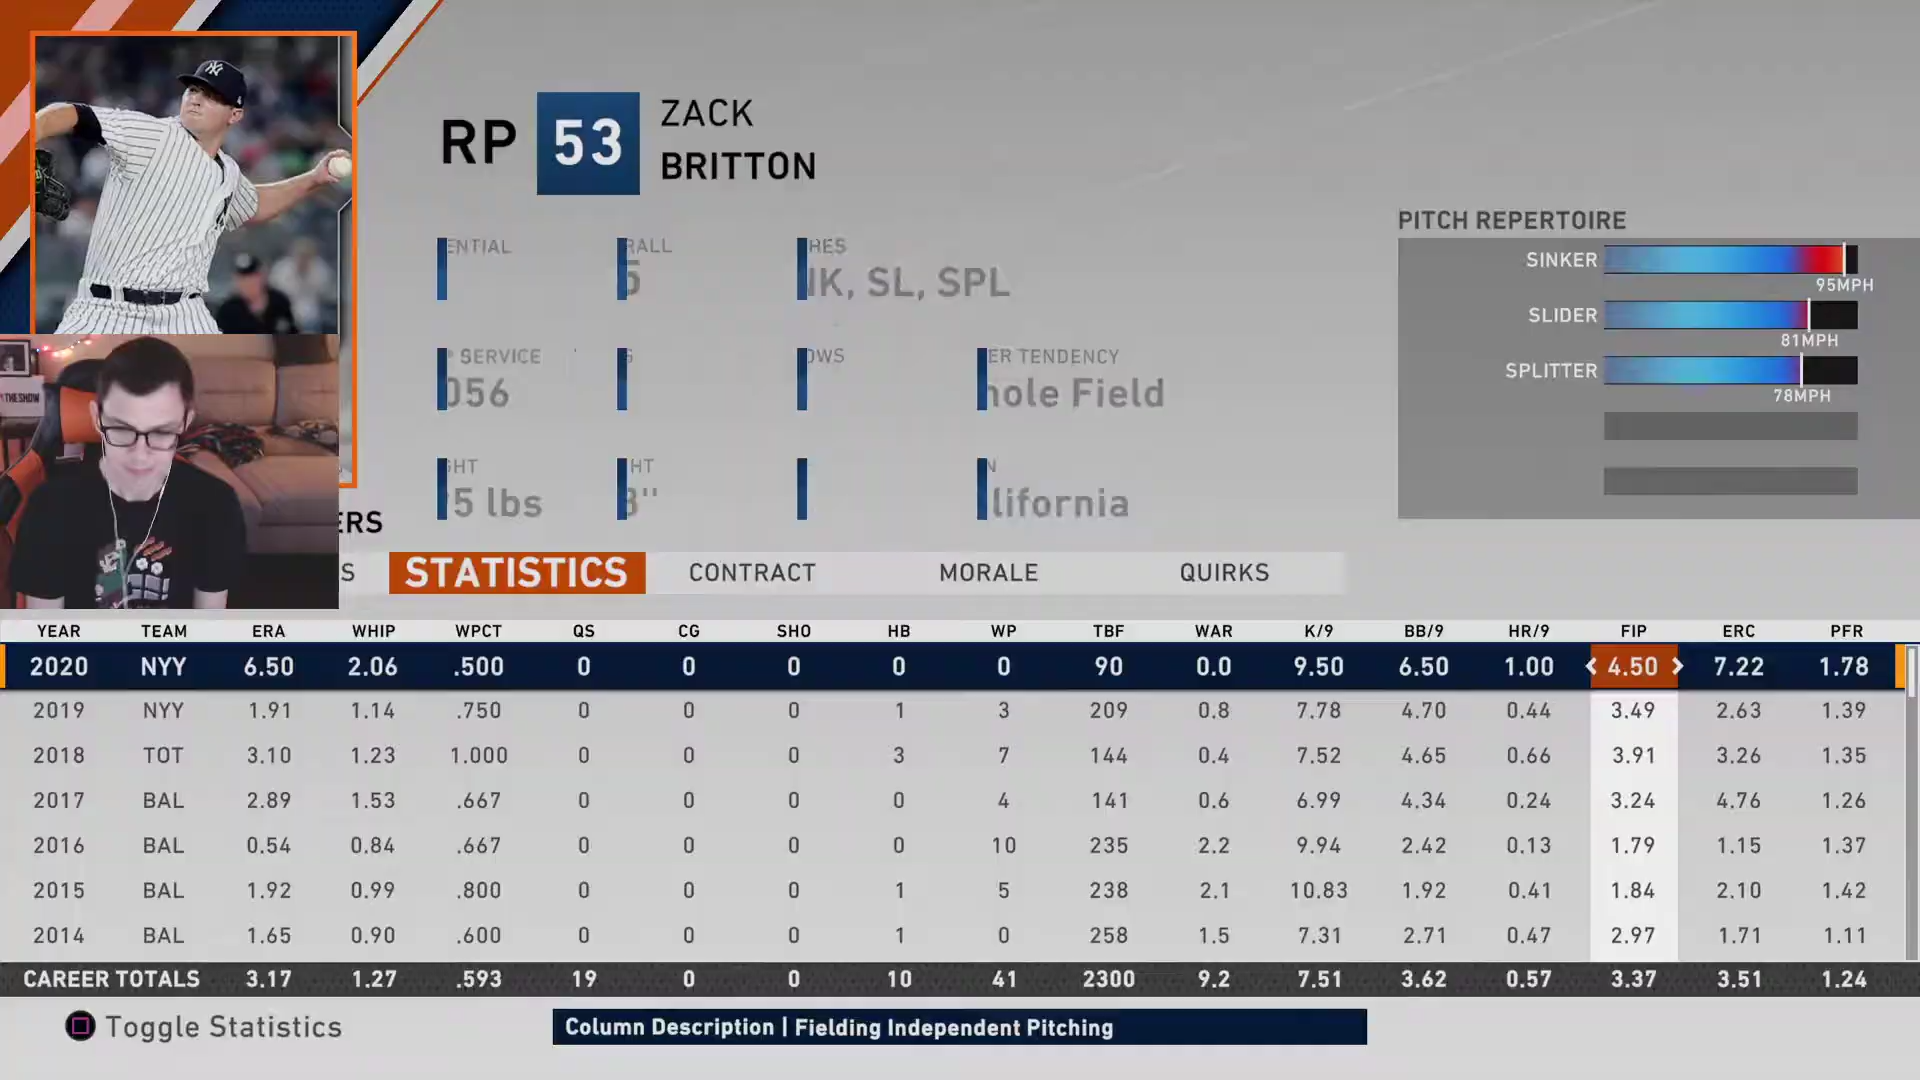 RP 53 ZACK
BRITTON
ENTIAL RALL HES
5 IK, SL, SPL
SERVICE OWS ER TENDENCY
056 hole Field
GHT HT N
5 lbs 3" lifornia
PITCH REPERTOIRE
SINKER
95MPH
SLIDER
81MPH
SPLITTER
78MPH
THE SHOW
ERS
S STATISTICS CONTRACT MORALE QUIRKS
YEAR TEAM ERA WHIP WPCT QS CG SHO HB WP TBF WAR K/9 BB/9 HR/9 FIP ERC PFR
2020 NYY 6.50 2.06 .500 0 0 0 0 0 90 0.0 9.50 6.50 1.00 4.50 7.22 1.78
2019 NYY 1.91 1.14 .750 0 0 0 1 3 209 0.8 7.78 4.70 0.44 3.49 2.63 1.39
2018 TOT 3.10 1.23 1.000 0 0 0 3 7 144 0.4 7.52 4.65 0.66 3.91 3.26 1.35
2017 BAL 2.89 1.53 .667 0 0 0 0 4 141 0.6 6.99 4.34 0.24 3.24 4.76 1.26
2016 BAL 0.54 0.84 .667 0 0 0 0 10 235 2.2 9.94 2.42 0.13 1.79 1.15 1.37
2015 BAL 1.92 0.99 .800 0 0 0 1 5 238 2.1 10.83 1.92 0.41 1.84 2.10 1.42
2014 BAL 1.65 0.90 .600 0 0 0 1 0 258 1.5 7.31 2.71 0.47 2.97 1.71 1.11
CAREER TOTALS 3.17 1.27 .593 19 0 0 10 41 2300 9.2 7.51 3.62 0.57 3.37 3.51 1.24
Toggle Statistics
Column Description | Fielding Independent Pitching